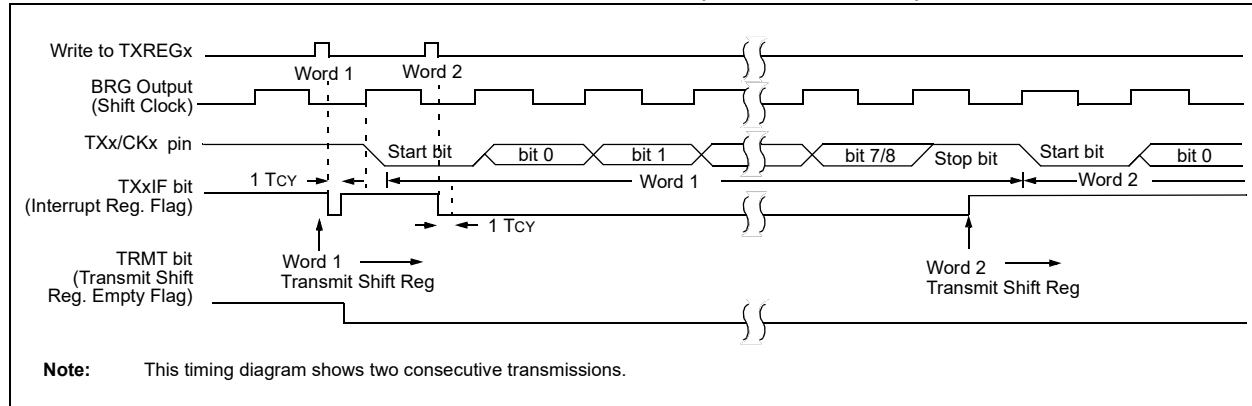 Write to TXREGx
Word 1
Word 2
BRG Output
(Shift Clock)
TXx/CKx pin
Start bit
bit 0
bit 1
bit 7/8
Stop bit
Start bit
bit 0
1 TCY
Word 1
Word 2
TXxIF bit
(Interrupt Reg. Flag)
1 TCY
TRMT bit
(Transmit Shift
Reg. Empty Flag)
Word 1
Transmit Shift Reg
Word 2
Transmit Shift Reg
Note: This timing diagram shows two consecutive transmissions.